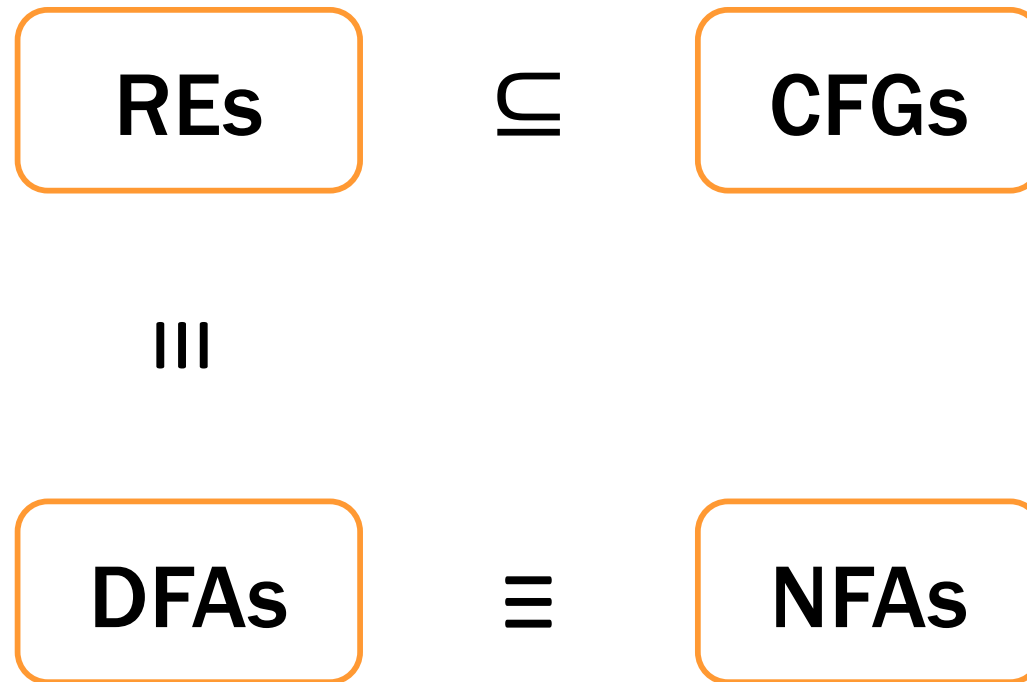 REs ⊆ CFGs
≡
DFAs ≡ NFAs